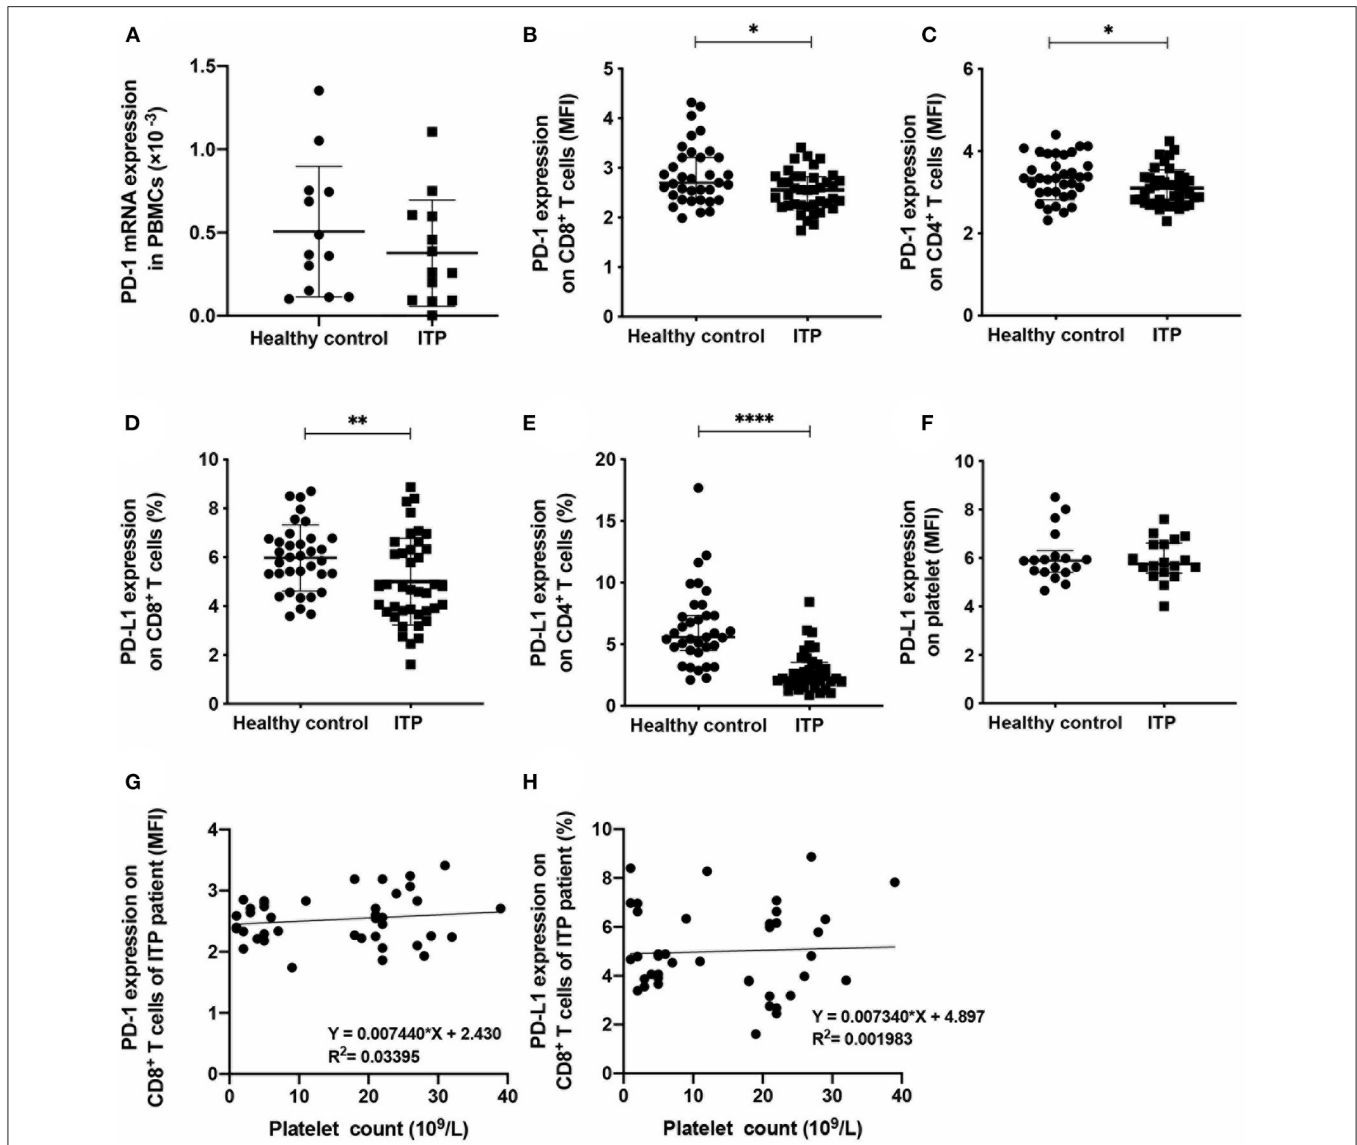 A
PD-1 mRNA expression
in PBMCs (×10⁻³)
1.5
1.0
0.5
0.0
Healthy control ITP
B
*
PD-1 expression
on CD8⁺ T cells (MFI)
5
4
3
2
1
0
Healthy control ITP
C
*
PD-1 expression
on CD4⁺ T cells (MFI)
6
4
2
0
Healthy control ITP
D
**
PD-L1 expression
on CD8⁺ T cells (%)
10
8
6
4
2
0
Healthy control ITP
E
****
PD-L1 expression
on CD4⁺ T cells (%)
20
15
10
5
0
Healthy control ITP
F
PD-L1 expression
on platelet (MFI)
10
8
6
4
2
0
Healthy control ITP
G
PD-1 expression on
CD8⁺ T cells of ITP patient (MFI)
4
3
2
1
0
Y = 0.007440*X + 2.430
R²= 0.03395
0 10 20 30 40
Platelet count (10⁹/L)
H
PD-L1 expression on
CD8⁺ T cells of ITP patient (%)
10
8
6
4
2
0
Y = 0.007340*X + 4.897
R²= 0.001983
0 10 20 30 40
Platelet count (10⁹/L)